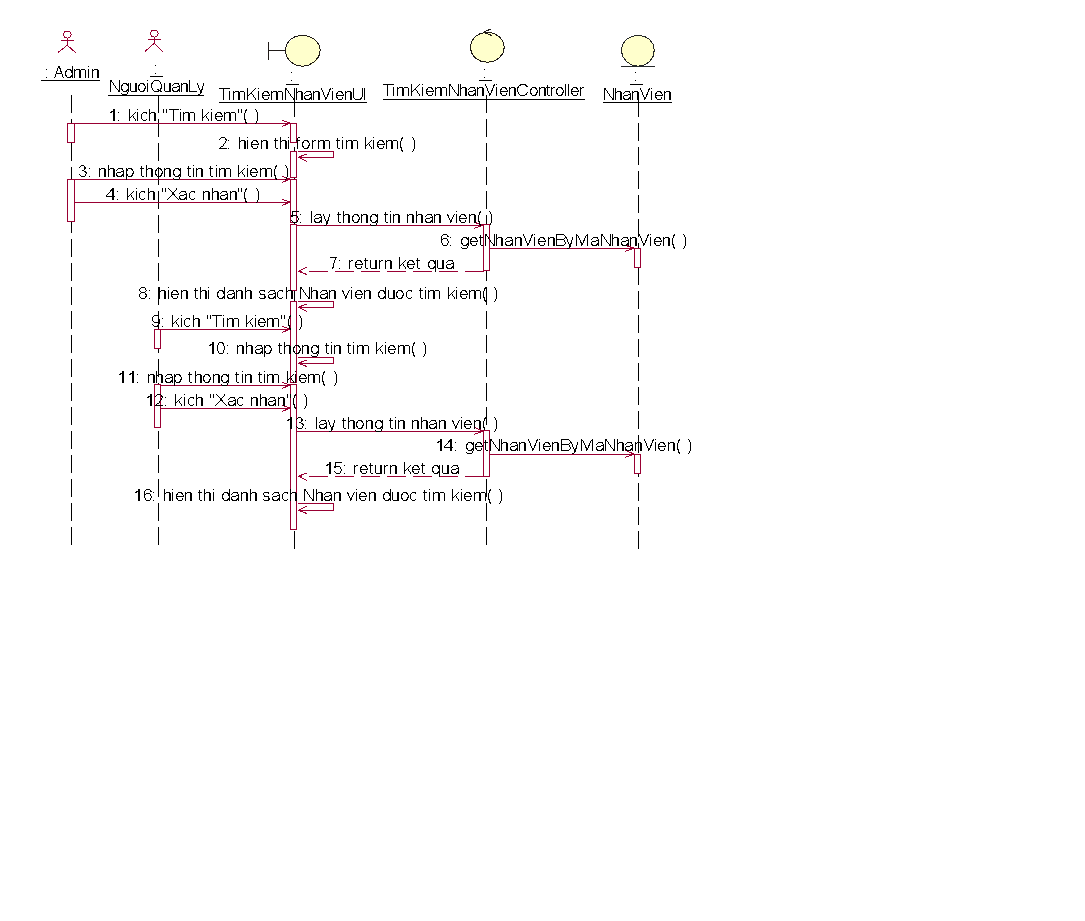 : Admin
:
NguoiQuanLy
:
TimKiemNhanVienUI
:
TimKiemNhanVienController
:
NhanVien
1: kich "Tim kiem"( )
2: hien thi form tim kiem( )
3: nhap thong tin tim kiem( )
4: kich "Xac nhan"( )
5: lay thong tin nhan vien( )
6: getNhanVienByMaNhanVien( )
7: return ket qua
8: hien thi danh sach Nhan vien duoc tim kiem( )
9: kich "Tim kiem"( )
10: nhap thong tin tim kiem( )
11: nhap thong tin tim kiem( )
12: kich "Xac nhan"( )
13: lay thong tin nhan vien( )
14: getNhanVienByMaNhanVien( )
15: return ket qua
16: hien thi danh sach Nhan vien duoc tim kiem( )